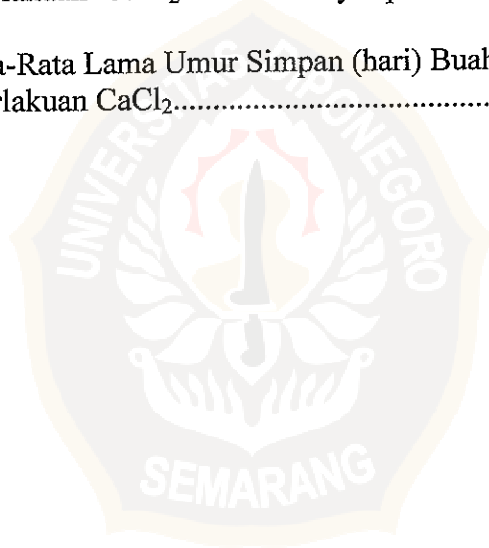 a-Rata Lama Umur Simpan (hari) Buah
rlakuan CaCl₂........................................
UNIVERSITAS DIPONEGORO
SEMARANG